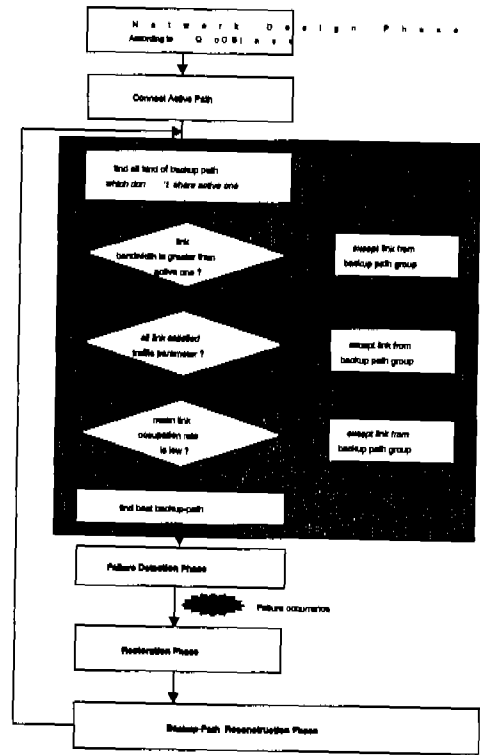 Network Design Phase
According to QoS Class
Connect Active Path
find all kind of backup path
which don't share active one
link
bandwidth is greater than
active one ?
except link from
backup path group
all link satisfied
traffic parameter ?
except link from
backup path group
mean link
occupation rate
is low ?
except link from
backup path group
find best backup-path
Failure Detection Phase
Failure occurrence
Restoration Phase
Backup-Path Reconstruction Phase